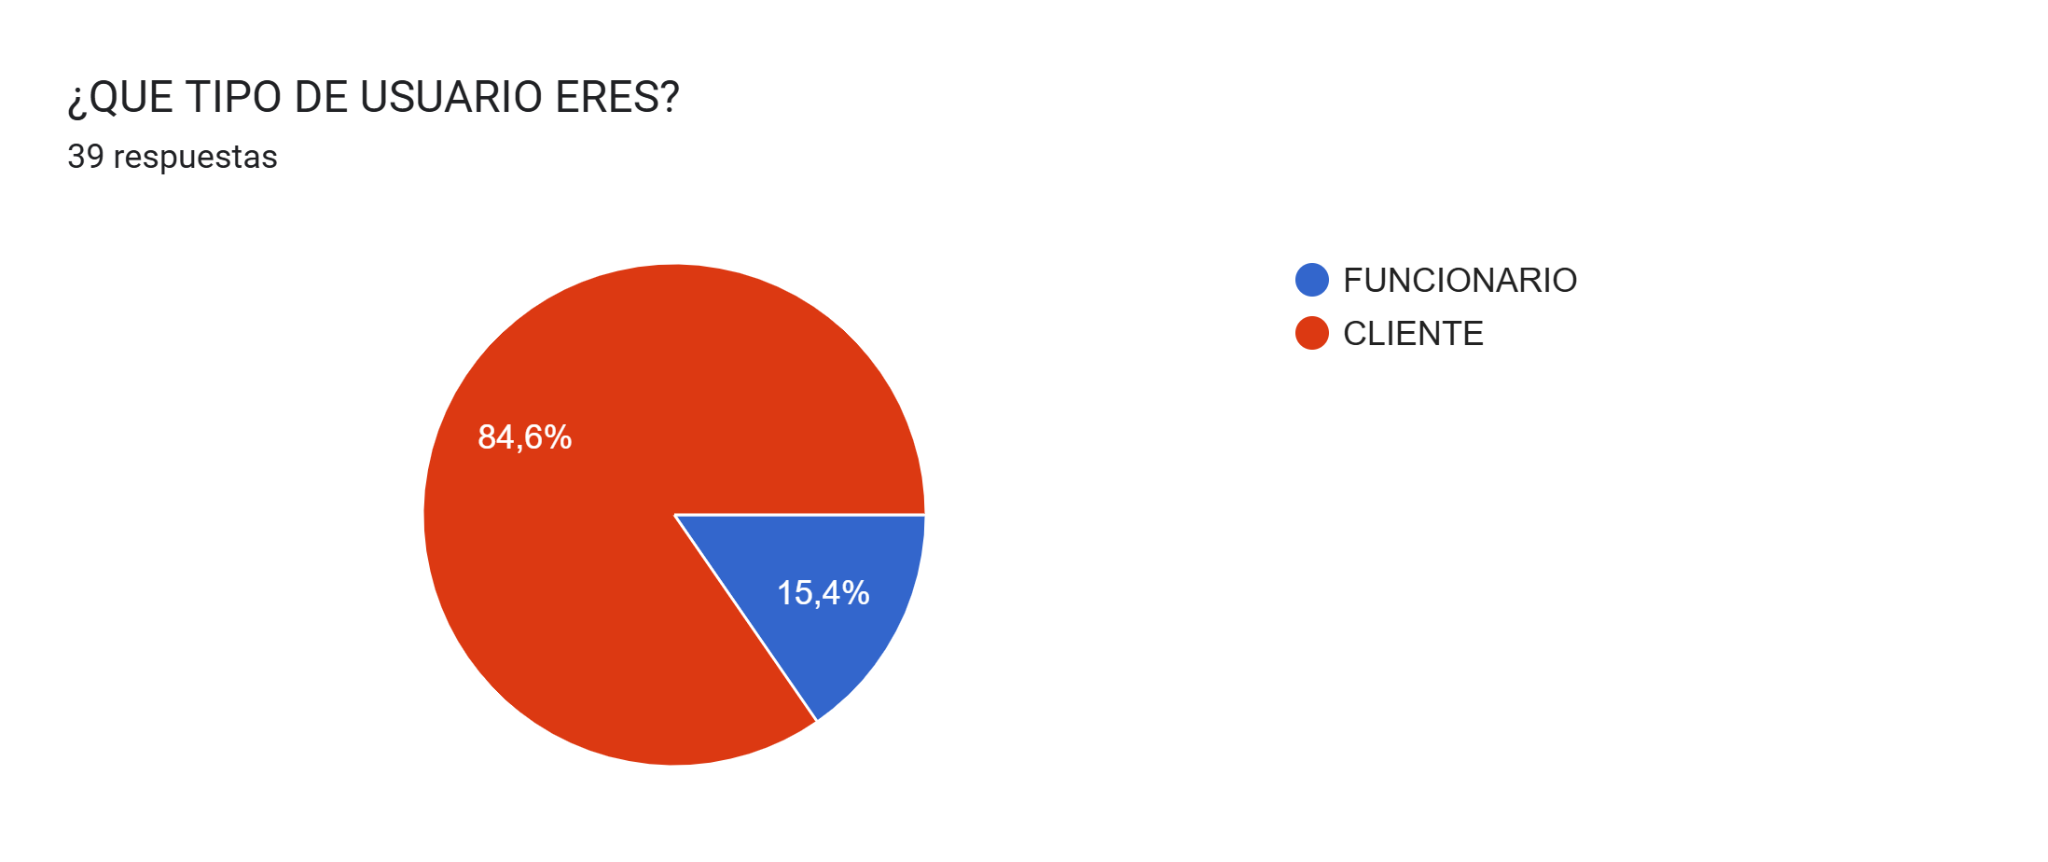 ¿QUE TIPO DE USUARIO ERES?
39 respuestas
FUNCIONARIO
CLIENTE
84,6%
15,4%